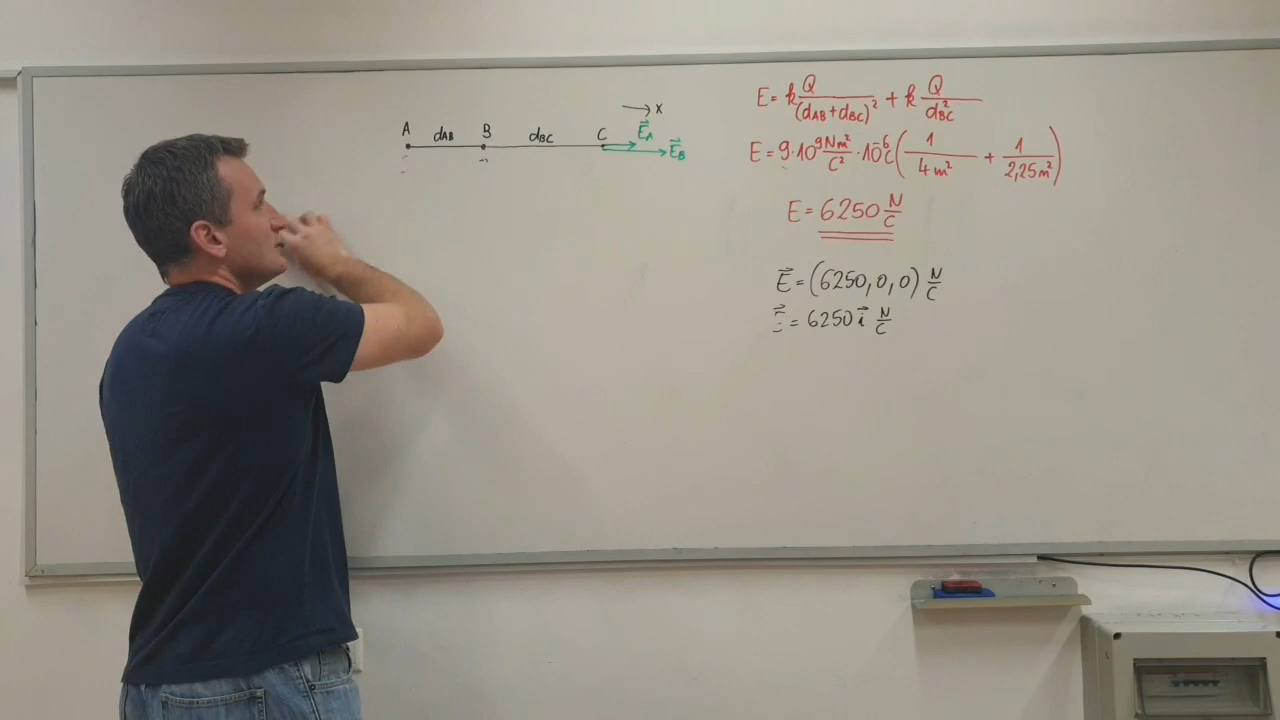 → x
A dAB B dBC C E⃗A
E⃗B
E = k Q/(dAB+dBC)² + k Q/dBC²
E = 9·10⁹ Nm²/C² · 10⁻⁶ C (1/4m² + 1/2,25m²)
E = 6250 N/C
E⃗ = (6250, 0, 0) N/C
= 6250 i⃗ N/C